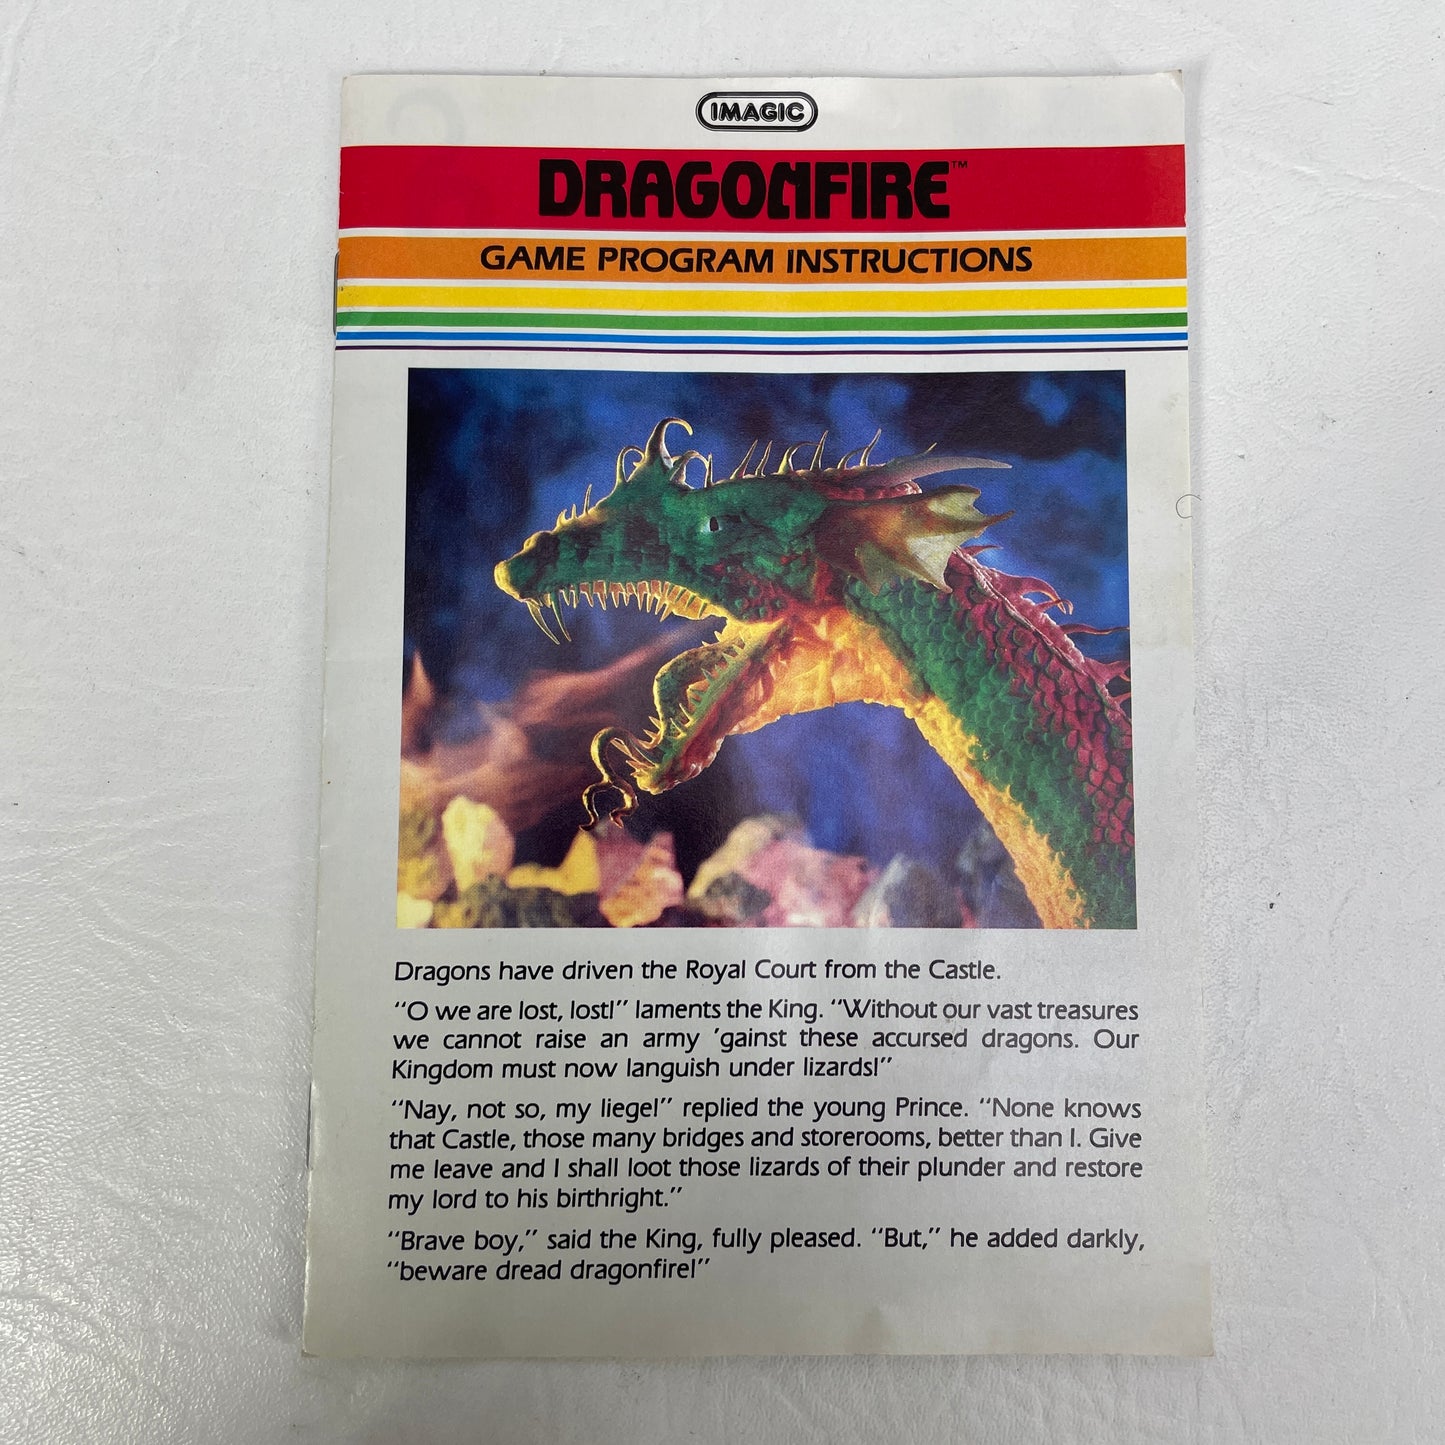 IMAGIC
DRAGONFIRE™
GAME PROGRAM INSTRUCTIONS
Dragons have driven the Royal Court from the Castle.
“O we are lost, lost!” laments the King. “Without our vast treasures
we cannot raise an army ’gainst these accursed dragons. Our
Kingdom must now languish under lizards!”
“Nay, not so, my liege!” replied the young Prince. “None knows
that Castle, those many bridges and storerooms, better than I. Give
me leave and I shall loot those lizards of their plunder and restore
my lord to his birthright.”
“Brave boy,” said the King, fully pleased. “But,” he added darkly,
“beware dread dragonfire!”